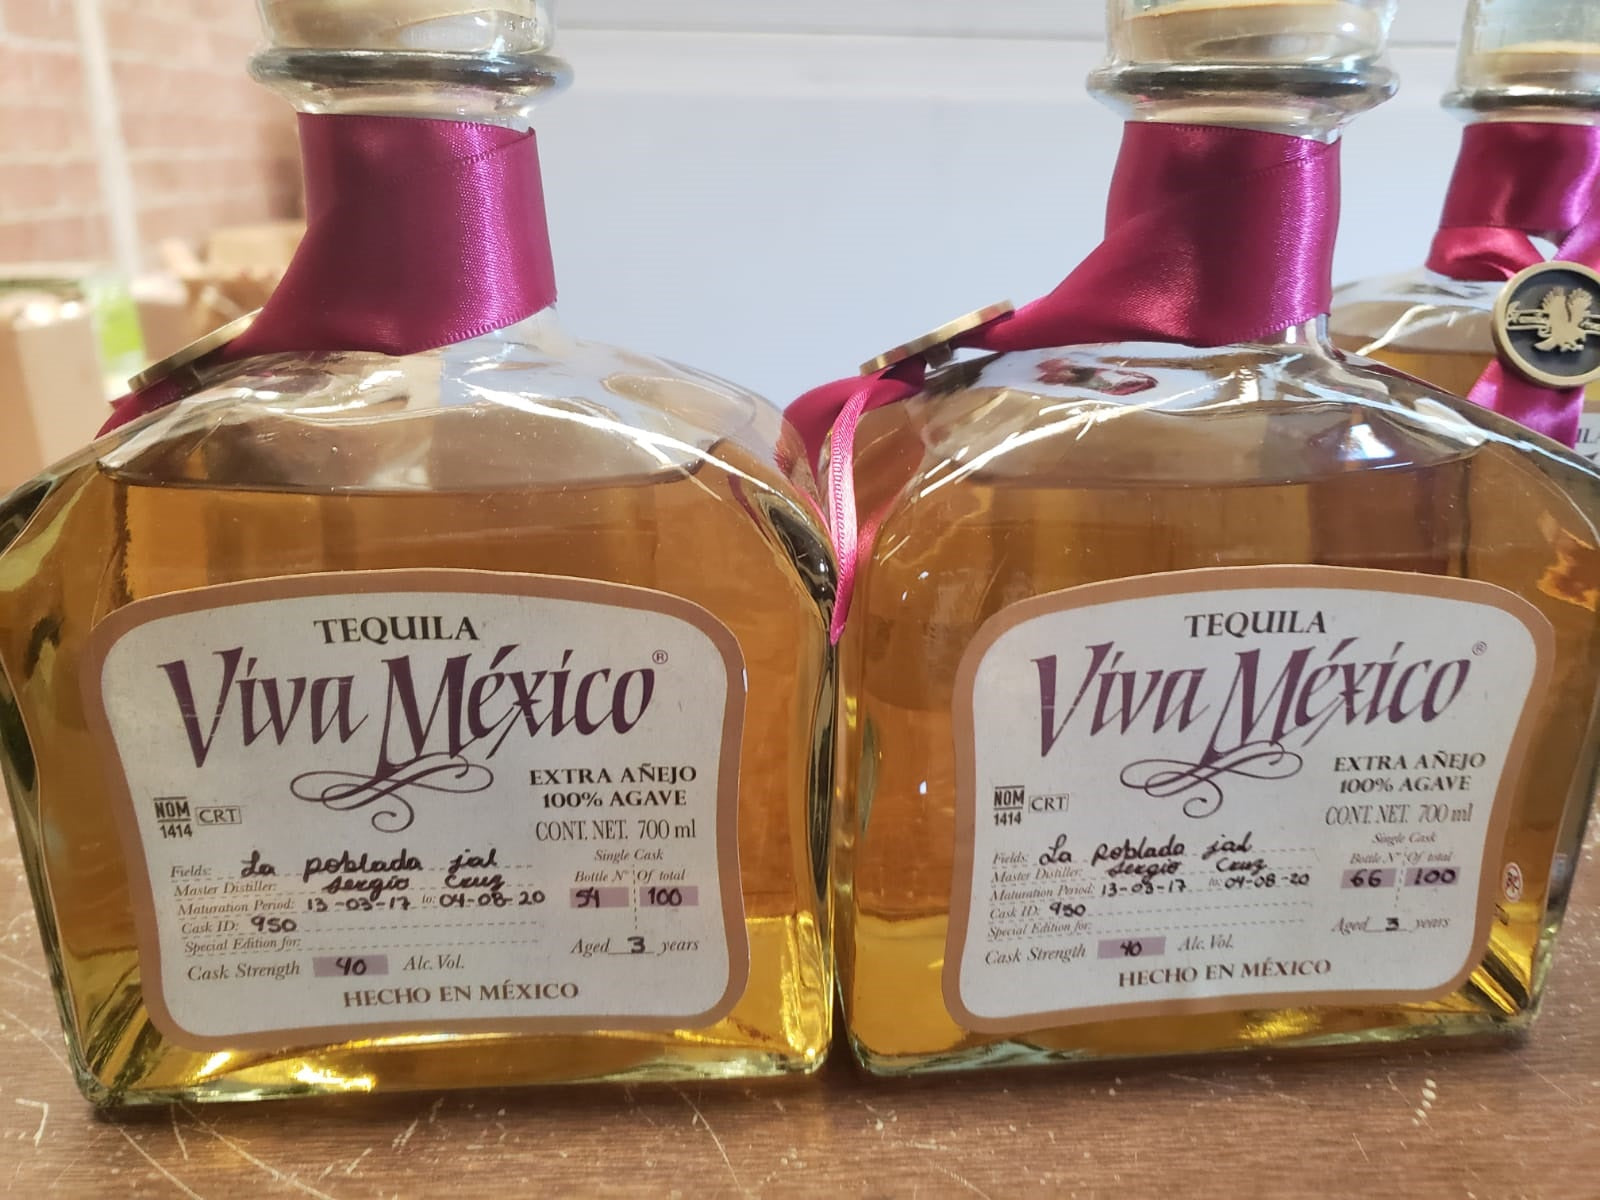 TEQUILA
Viva México®
EXTRA AÑEJO
100% AGAVE
CONT. NET. 700 ml
NOM
1414
CRT
Single Cask
Bottle Nº Of total
54 100
Fields: La poblada jal
Master Distiller: Sergio Cruz
Maturation Period: 13-03-17 to: 04-08-20
Cask ID: 950
Special Edition for:
Aged 3 years
Cask Strength 40 Alc. Vol.
HECHO EN MÉXICO
TEQUILA
Viva México®
EXTRA AÑEJO
100% AGAVE
CONT. NET. 700 ml
NOM
1414
CRT
Single Cask
Bottle Nº Of total
66 100
Fields: La poblada jal
Master Distiller: Sergio Cruz
Maturation Period: 13-03-17 to: 04-08-20
Cask ID: 950
Special Edition for:
Aged 3 years
Cask Strength 40 Alc. Vol.
HECHO EN MÉXICO